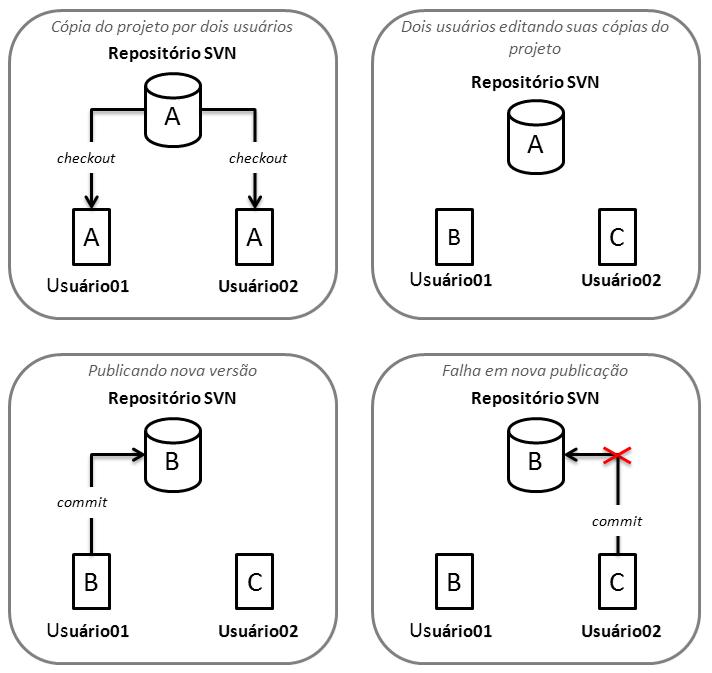 Cópia do projeto por dois usuários
Repositório SVN
A
checkout
checkout
A
A
Usuário01
Usuário02
Dois usuários editando suas cópias do
projeto
Repositório SVN
A
B
C
Usuário01
Usuário02
Publicando nova versão
Repositório SVN
B
commit
B
C
Usuário01
Usuário02
Falha em nova publicação
Repositório SVN
B
commit
B
C
Usuário01
Usuário02